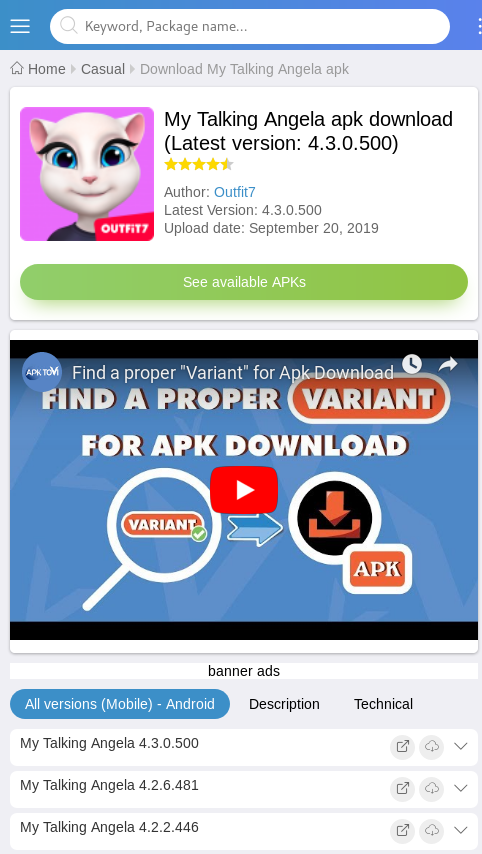 Keyword, Package name...
Home Casual Download My Talking Angela apk
My Talking Angela apk download
(Latest version: 4.3.0.500)
OUTFIT7
Author: Outfit7
Latest Version: 4.3.0.500
Upload date: September 20, 2019
See available APKs
APK TOVI
Find a proper "Variant" for Apk Download
FIND A PROPER VARIANT
FOR APK DOWNLOAD
VARIANT
APK
banner ads
All versions (Mobile) - Android Description Technical
My Talking Angela 4.3.0.500
My Talking Angela 4.2.6.481
My Talking Angela 4.2.2.446